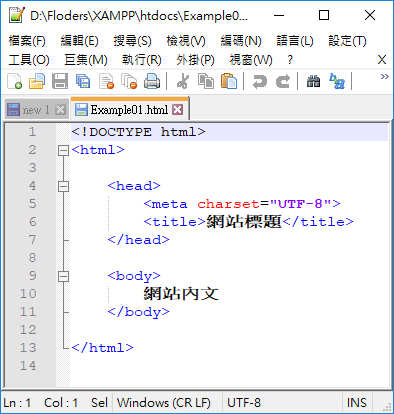 D:\Floders\XAMPP\htdocs\Example0...
檔案(F) 編輯(E) 搜尋(S) 檢視(V) 編碼(N) 語言(L) 設定(T)
工具(O) 巨集(M) 執行(R) 外掛(P) 視窗(W) ? X
new 1 Example01.html
1 <!DOCTYPE html>
2 <html>
3
4 <head>
5 <meta charset="UTF-8">
6 <title>網站標題</title>
7 </head>
8
9 <body>
10 網站內文
11 </body>
12
13 </html>
14
Ln : 1 Col : 1 Sel Windows (CR LF) UTF-8 INS